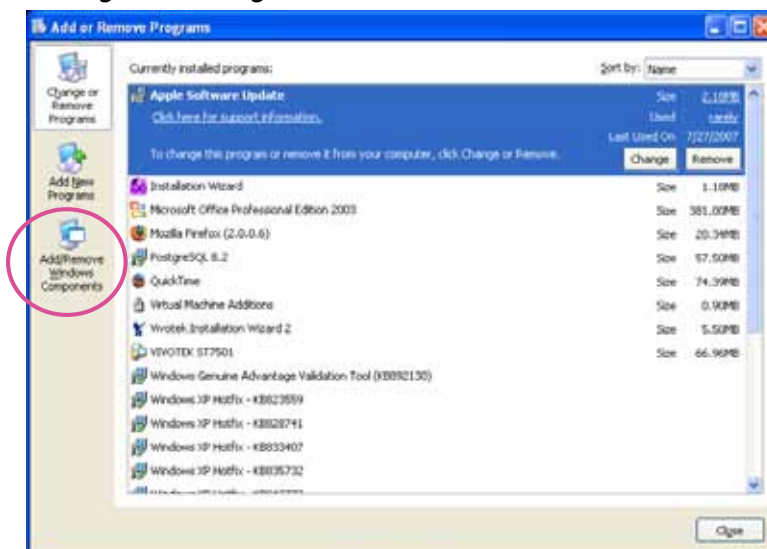 Add or Remove Programs
Change or
Remove
Programs
Add New
Programs
Add/Remove
Windows
Components
Currently installed programs:
Sort by: Name
Apple Software Update
Size 2.10MB
Click here for support information.
Used rarely
Last Used On 7/27/2007
To change this program or remove it from your computer, click Change or Remove.
Change Remove
Installation Wizard Size 1.10MB
Microsoft Office Professional Edition 2003 Size 381.00MB
Mozilla Firefox (2.0.0.6) Size 20.34MB
PostgreSQL 8.2 Size 57.50MB
QuickTime Size 74.39MB
Virtual Machine Additions Size 0.90MB
Vivotek Installation Wizard 2 Size 5.50MB
VIVOTEK ST7501 Size 66.96MB
Windows Genuine Advantage Validation Tool (KB892130)
Windows XP Hotfix - KB823559
Windows XP Hotfix - KB828741
Windows XP Hotfix - KB833407
Windows XP Hotfix - KB835732
Close